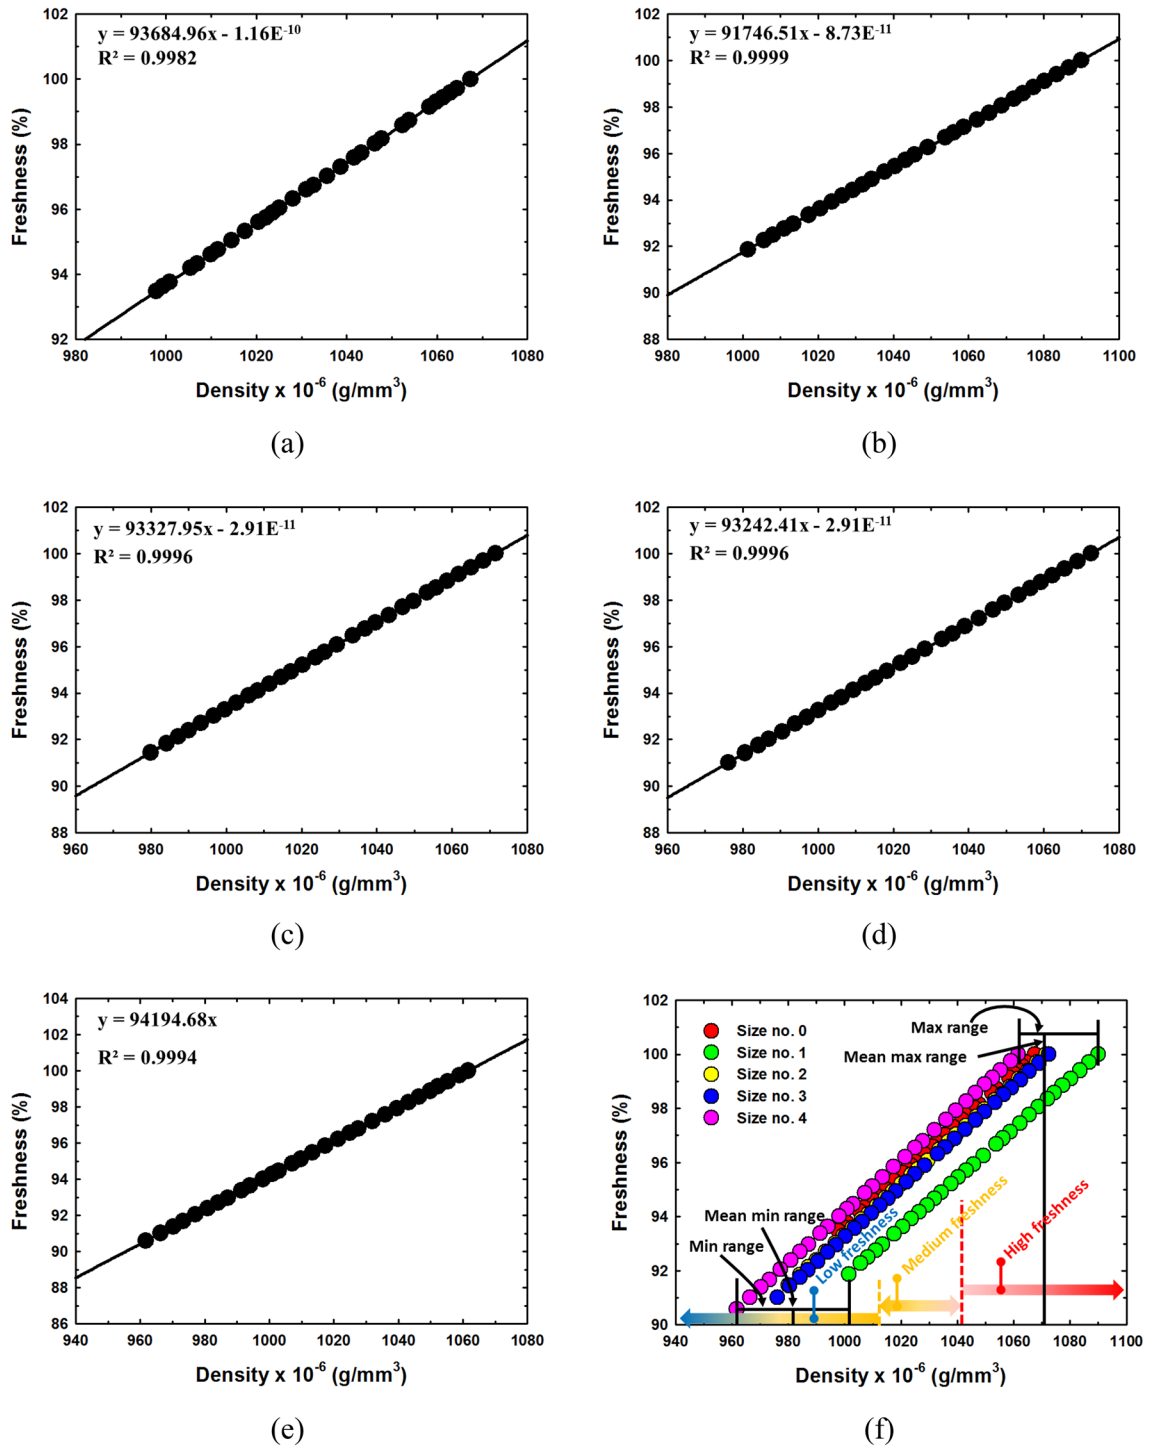 y = 93684.96x - 1.16E⁻¹⁰
R² = 0.9982
102
100
98
96
94
92
Freshness (%)
980 1000 1020 1040 1060 1080
Density x 10⁻⁶ (g/mm³)
(a)
y = 91746.51x - 8.73E⁻¹¹
R² = 0.9999
102
100
98
96
94
92
90
88
Freshness (%)
980 1000 1020 1040 1060 1080 1100
Density x 10⁻⁶ (g/mm³)
(b)
y = 93327.95x - 2.91E⁻¹¹
R² = 0.9996
102
100
98
96
94
92
90
88
Freshness (%)
960 980 1000 1020 1040 1060 1080
Density x 10⁻⁶ (g/mm³)
(c)
y = 93242.41x - 2.91E⁻¹¹
R² = 0.9996
102
100
98
96
94
92
90
88
Freshness (%)
960 980 1000 1020 1040 1060 1080
Density x 10⁻⁶ (g/mm³)
(d)
y = 94194.68x
R² = 0.9994
104
102
100
98
96
94
92
90
88
86
Freshness (%)
940 960 980 1000 1020 1040 1060 1080
Density x 10⁻⁶ (g/mm³)
(e)
Size no. 0
Size no. 1
Size no. 2
Size no. 3
Size no. 4
Max range
Mean max range
Mean min range
Min range
Low freshness
Medium freshness
High freshness
102
100
98
96
94
92
90
Freshness (%)
940 960 980 1000 1020 1040 1060 1080 1100
Density x 10⁻⁶ (g/mm³)
(f)